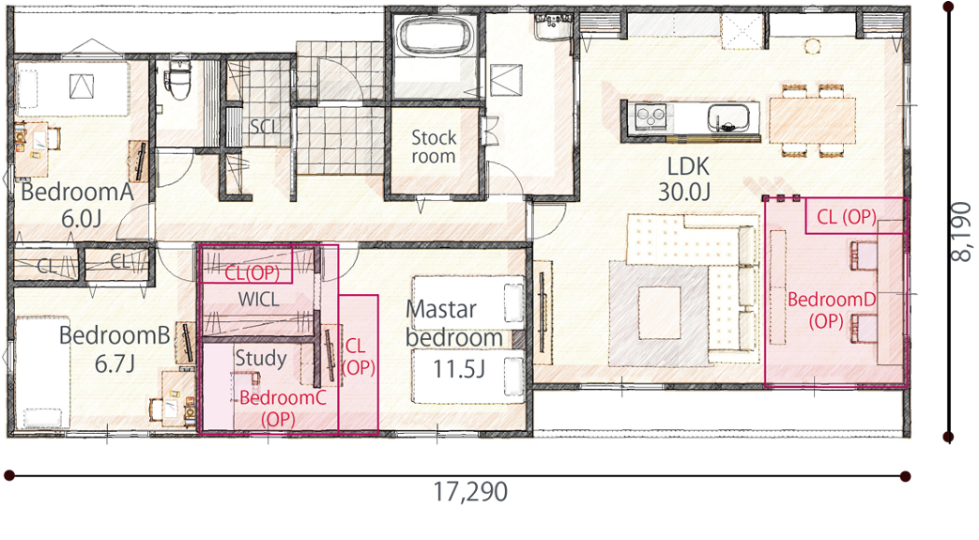 SCL
Stock
room
LDK
30.0J
BedroomA
6.0J
CL (OP)
8,190
CL
CL
CL(OP)
WICL
BedroomD
(OP)
BedroomB
6.7J
Mastar
bedroom
11.5J
Study
CL
(OP)
BedroomC
(OP)
17,290